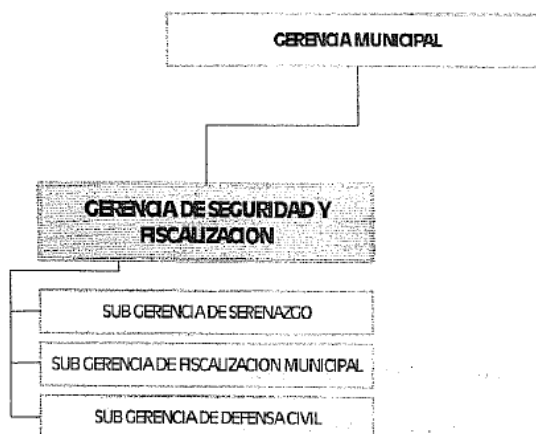 GERENCIA MUNICIPAL
GERENCIA DE SEGURIDAD Y
FISCALIZACION
SUB GERENCIA DE SERENAZGO
SUB GERENCIA DE FISCALIZACION MUNICIPAL
SUB GERENCIA DE DEFENSA CIVIL